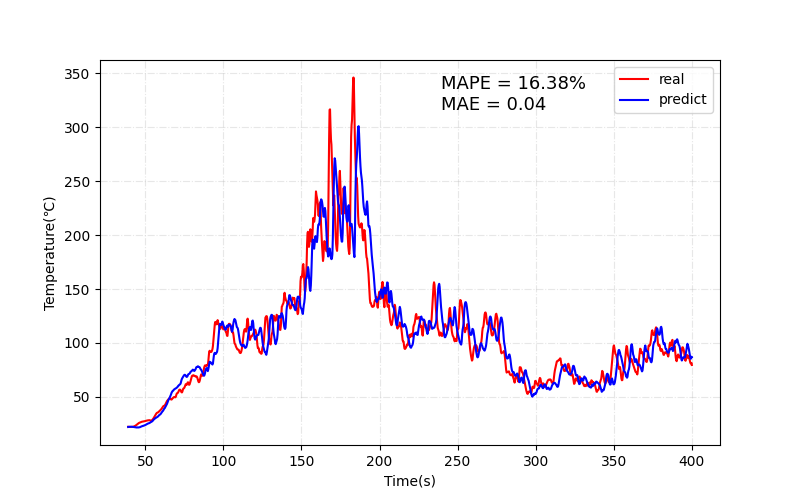 MAPE = 16.38%
MAE = 0.04
real
predict
350
300
250
200
150
100
50
Temperature(℃)
50 100 150 200 250 300 350 400
Time(s)